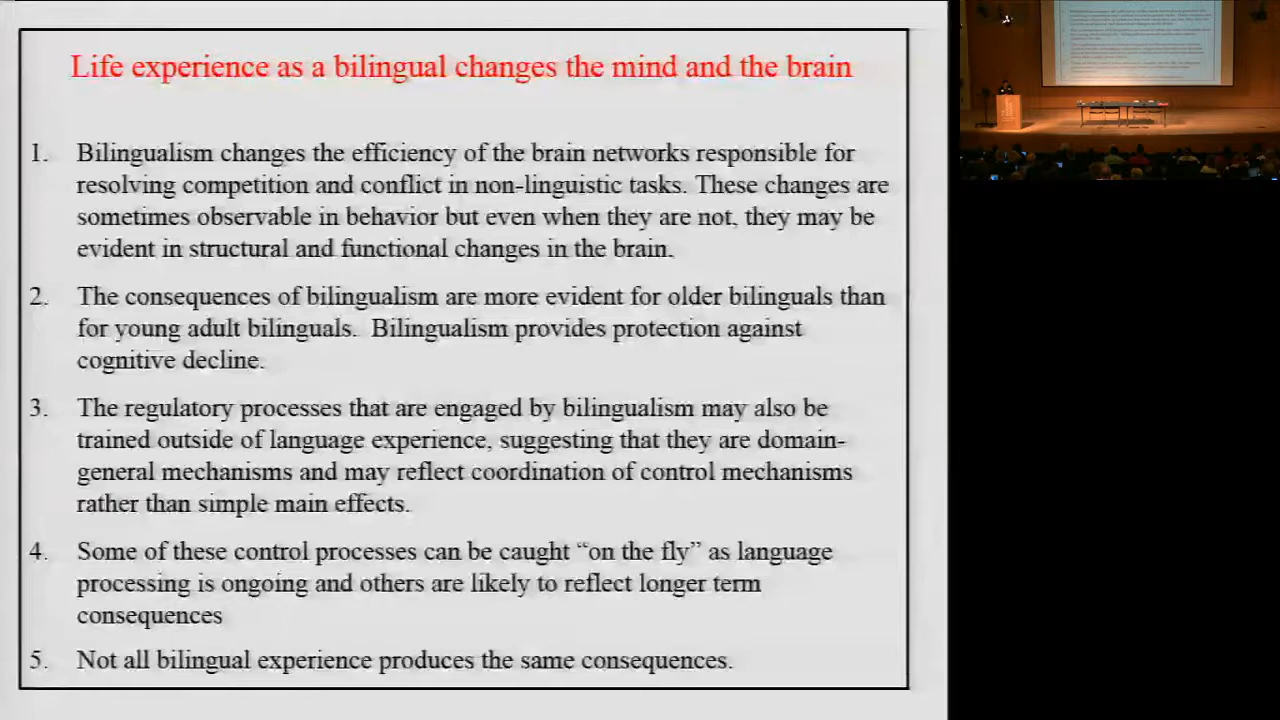 Life experience as a bilingual changes the mind and the brain
1. Bilingualism changes the efficiency of the brain networks responsible for
resolving competition and conflict in non-linguistic tasks. These changes are
sometimes observable in behavior but even when they are not, they may be
evident in structural and functional changes in the brain.
2. The consequences of bilingualism are more evident for older bilinguals than
for young adult bilinguals. Bilingualism provides protection against
cognitive decline.
3. The regulatory processes that are engaged by bilingualism may also be
trained outside of language experience, suggesting that they are domain-
general mechanisms and may reflect coordination of control mechanisms
rather than simple main effects.
4. Some of these control processes can be caught “on the fly” as language
processing is ongoing and others are likely to reflect longer term
consequences
5. Not all bilingual experience produces the same consequences.